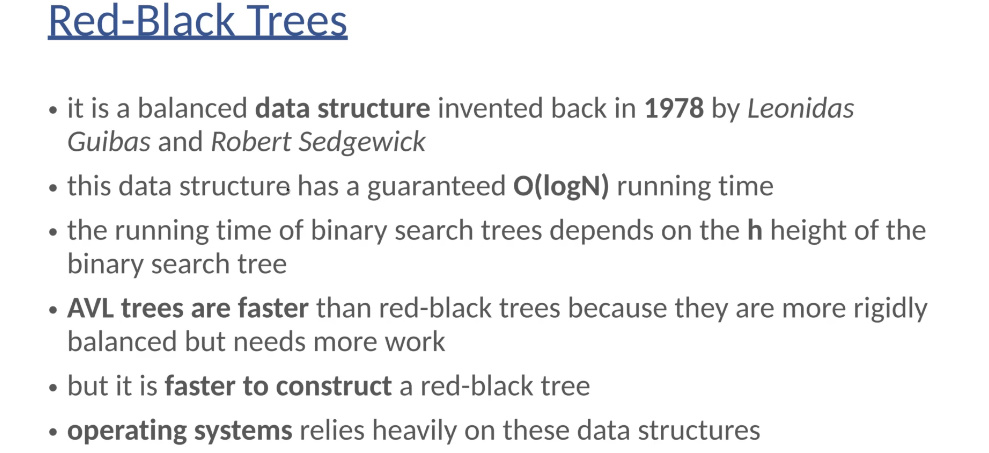 Red-Black Trees
• it is a balanced data structure invented back in 1978 by Leonidas
Guibas and Robert Sedgewick
• this data structure has a guaranteed O(logN) running time
• the running time of binary search trees depends on the h height of the
binary search tree
• AVL trees are faster than red-black trees because they are more rigidly
balanced but needs more work
• but it is faster to construct a red-black tree
• operating systems relies heavily on these data structures